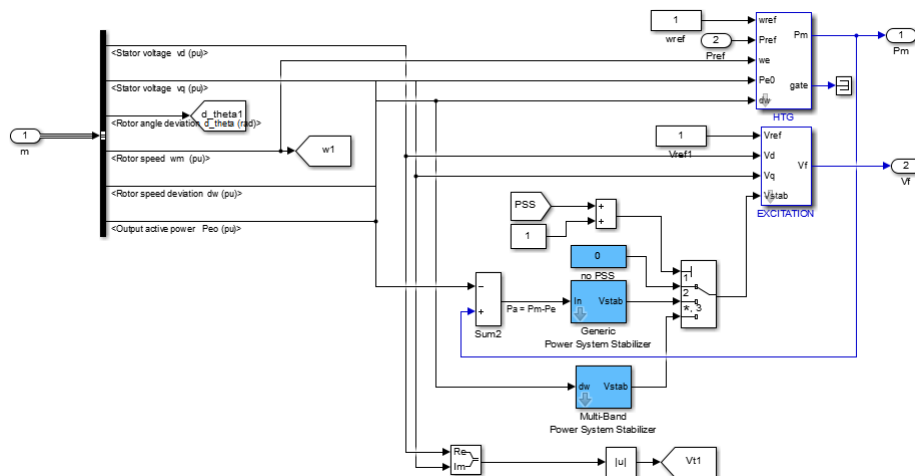 1
m
<Stator voltage vd (pu)>
<Stator voltage vq (pu)>
d_theta1
<Rotor angle deviation d_theta (rad)>
w1
<Rotor speed wm (pu)>
<Rotor speed deviation dw (pu)>
<Output active power Peo (pu)>
1
wref
2
Pref
wref
Pref
we
Pe0
dw
Pm
gate
HTG
1
Pm
1
Vref1
Vref
Vd
Vq
Vstab
Vf
EXCITATION
2
Vf
PSS
1
+
+
0
no PSS
1
2
*, 3
−
+
Sum2
Pa = Pm-Pe
In
Vstab
Generic
Power System Stabilizer
dw
Vstab
Multi-Band
Power System Stabilizer
Re
Im
|u|
Vt1